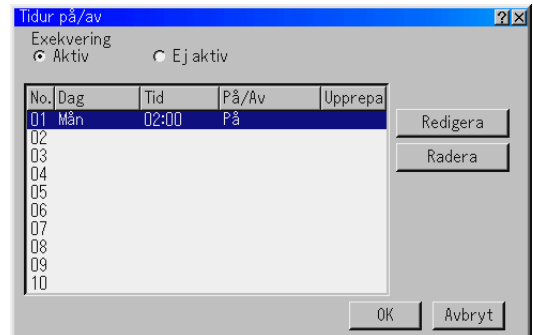 Tidur på/av
Exekvering
Aktiv Ej aktiv
No. Dag Tid På/Av Upprepa
01 Mån 02:00 På
Redigera
02
03
Radera
04
05
06
07
08
09
10
OK Avbryt